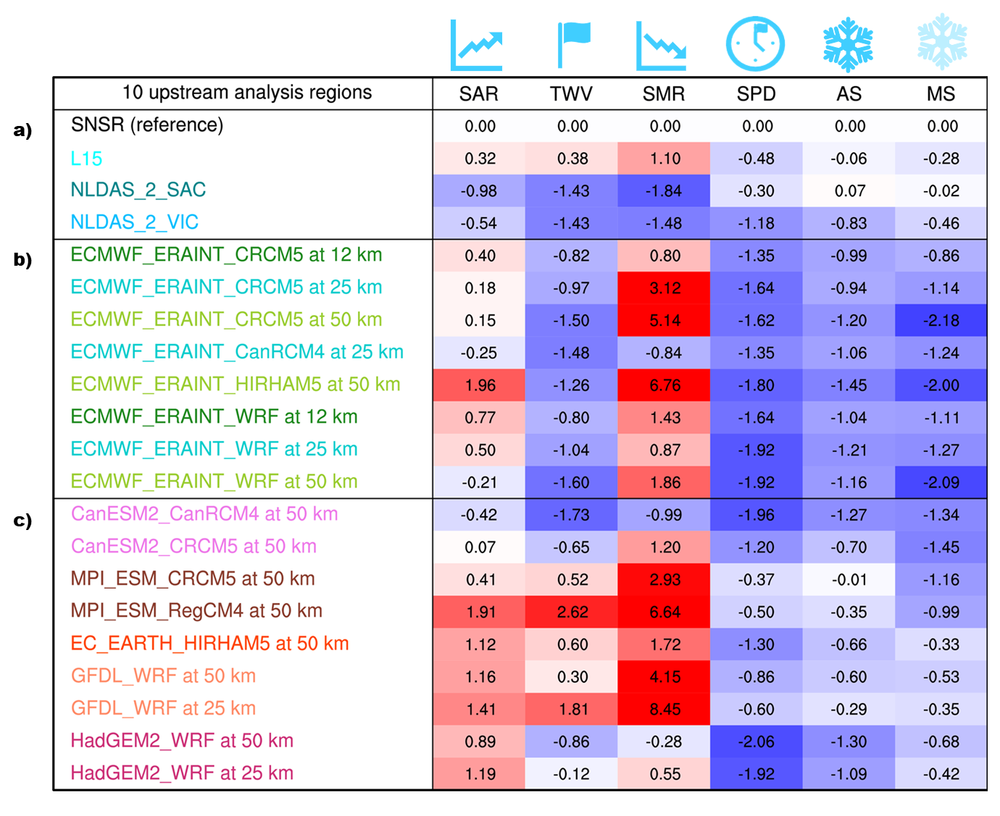 10 upstream analysis regions SAR TWV SMR SPD AS MS
a) SNSR (reference) 0.00 0.00 0.00 0.00 0.00 0.00
L15 0.32 0.38 1.10 -0.48 -0.06 -0.28
NLDAS_2_SAC -0.98 -1.43 -1.84 -0.30 0.07 -0.02
NLDAS_2_VIC -0.54 -1.43 -1.48 -1.18 -0.83 -0.46
b) ECMWF_ERAINT_CRCM5 at 12 km 0.40 -0.82 0.80 -1.35 -0.99 -0.86
ECMWF_ERAINT_CRCM5 at 25 km 0.18 -0.97 3.12 -1.64 -0.94 -1.14
ECMWF_ERAINT_CRCM5 at 50 km 0.15 -1.50 5.14 -1.62 -1.20 -2.18
ECMWF_ERAINT_CanRCM4 at 25 km -0.25 -1.48 -0.84 -1.35 -1.06 -1.24
ECMWF_ERAINT_HIRHAM5 at 50 km 1.96 -1.26 6.76 -1.80 -1.45 -2.00
ECMWF_ERAINT_WRF at 12 km 0.77 -0.80 1.43 -1.64 -1.04 -1.11
ECMWF_ERAINT_WRF at 25 km 0.50 -1.04 0.87 -1.92 -1.21 -1.27
ECMWF_ERAINT_WRF at 50 km -0.21 -1.60 1.86 -1.92 -1.16 -2.09
c) CanESM2_CanRCM4 at 50 km -0.42 -1.73 -0.99 -1.96 -1.27 -1.34
CanESM2_CRCM5 at 50 km 0.07 -0.65 1.20 -1.20 -0.70 -1.45
MPI_ESM_CRCM5 at 50 km 0.41 0.52 2.93 -0.37 -0.01 -1.16
MPI_ESM_RegCM4 at 50 km 1.91 2.62 6.64 -0.50 -0.35 -0.99
EC_EARTH_HIRHAM5 at 50 km 1.12 0.60 1.72 -1.30 -0.66 -0.33
GFDL_WRF at 50 km 1.16 0.30 4.15 -0.86 -0.60 -0.53
GFDL_WRF at 25 km 1.41 1.81 8.45 -0.60 -0.29 -0.35
HadGEM2_WRF at 50 km 0.89 -0.86 -0.28 -2.06 -1.30 -0.68
HadGEM2_WRF at 25 km 1.19 -0.12 0.55 -1.92 -1.09 -0.42